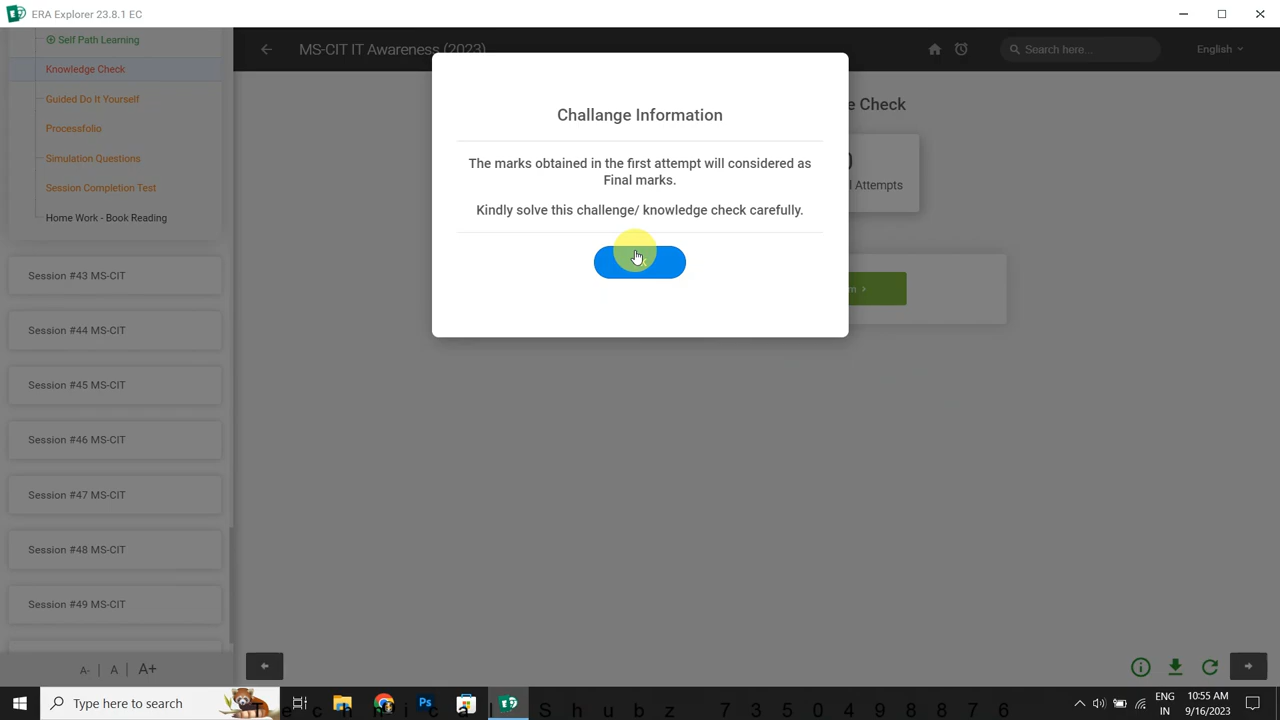 ERA Explorer 23.8.1 EC
Self Path Learning
MS-CIT IT Awareness (2023)
Search here...
English
Knowledge Check
Guided Do It Yourself
Processfolio
Simulation Questions
Session Completion Test
Home Work - Book Reading
Session #43 MS-CIT
Session #44 MS-CIT
Session #45 MS-CIT
Session #46 MS-CIT
Session #47 MS-CIT
Session #48 MS-CIT
Session #49 MS-CIT
A- | A | A+
Challange Information
The marks obtained in the first attempt will considered as
Final marks.
Kindly solve this challenge/ knowledge check carefully.
Check
Attempts
Type here to search
Ps
ENG
IN
10:55 AM
9/16/2023
Technical Shubz 7350498876